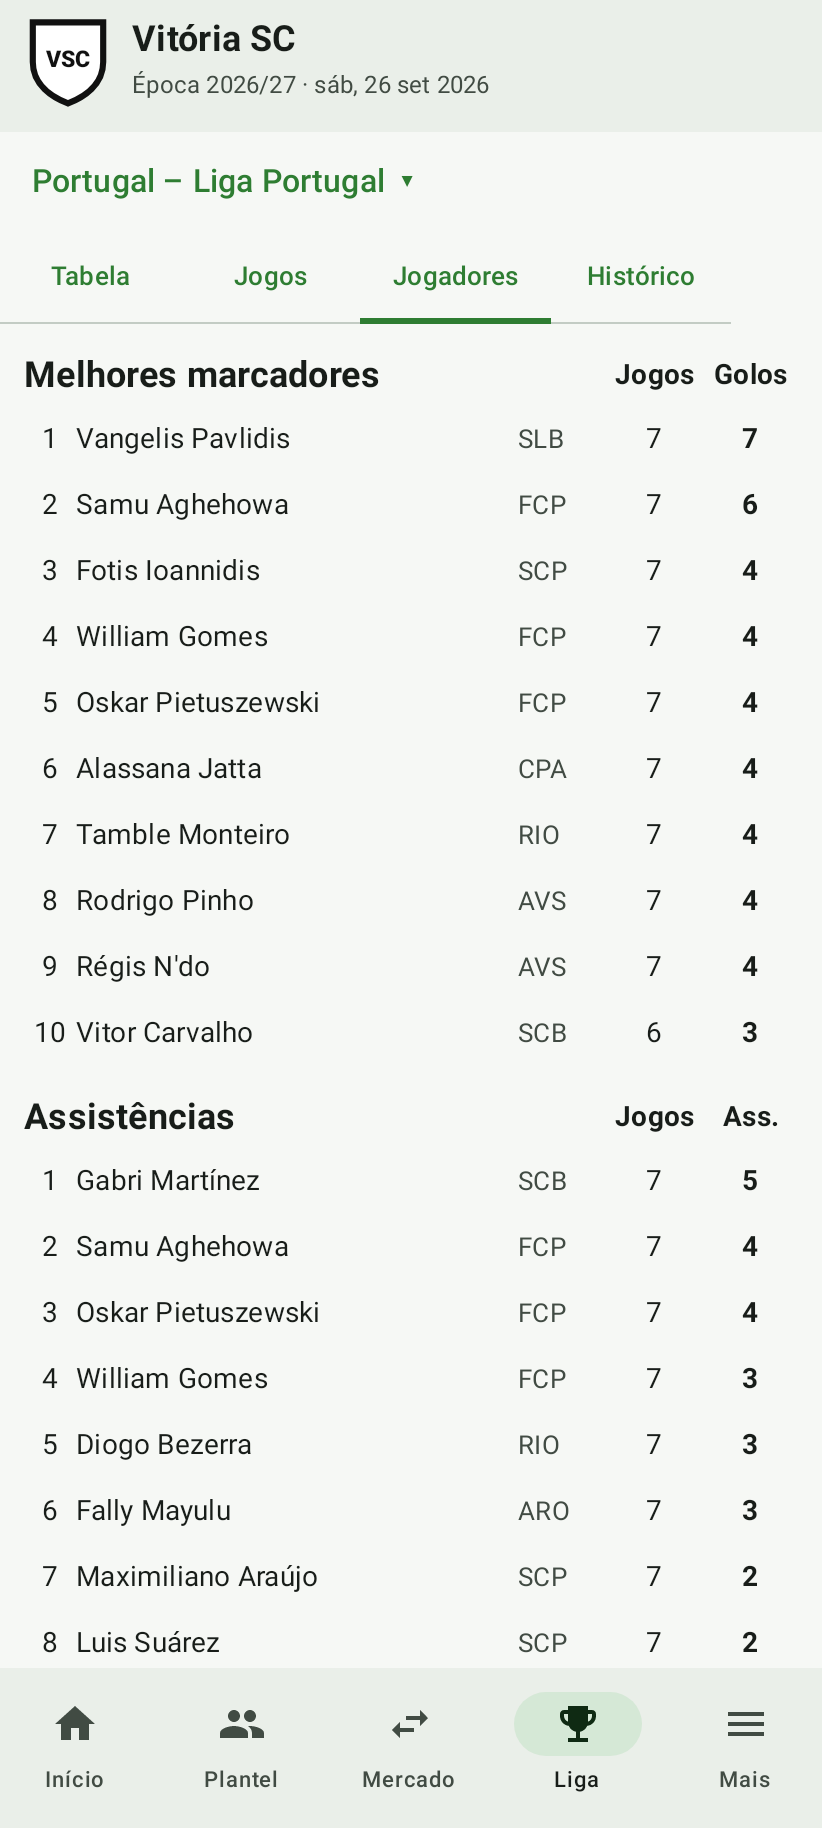 VSC
Vitória SC
Época 2026/27 · sáb, 26 set 2026
Portugal – Liga Portugal ▼
Tabela Jogos Jogadores Histórico
Melhores marcadores Jogos Golos
1 Vangelis Pavlidis SLB 7 7
2 Samu Aghehowa FCP 7 6
3 Fotis Ioannidis SCP 7 4
4 William Gomes FCP 7 4
5 Oskar Pietuszewski FCP 7 4
6 Alassana Jatta CPA 7 4
7 Tamble Monteiro RIO 7 4
8 Rodrigo Pinho AVS 7 4
9 Régis N'do AVS 7 4
10 Vitor Carvalho SCB 6 3
Assistências Jogos Ass.
1 Gabri Martínez SCB 7 5
2 Samu Aghehowa FCP 7 4
3 Oskar Pietuszewski FCP 7 4
4 William Gomes FCP 7 3
5 Diogo Bezerra RIO 7 3
6 Fally Mayulu ARO 7 3
7 Maximiliano Araújo SCP 7 2
8 Luis Suárez SCP 7 2
Início Plantel Mercado Liga Mais